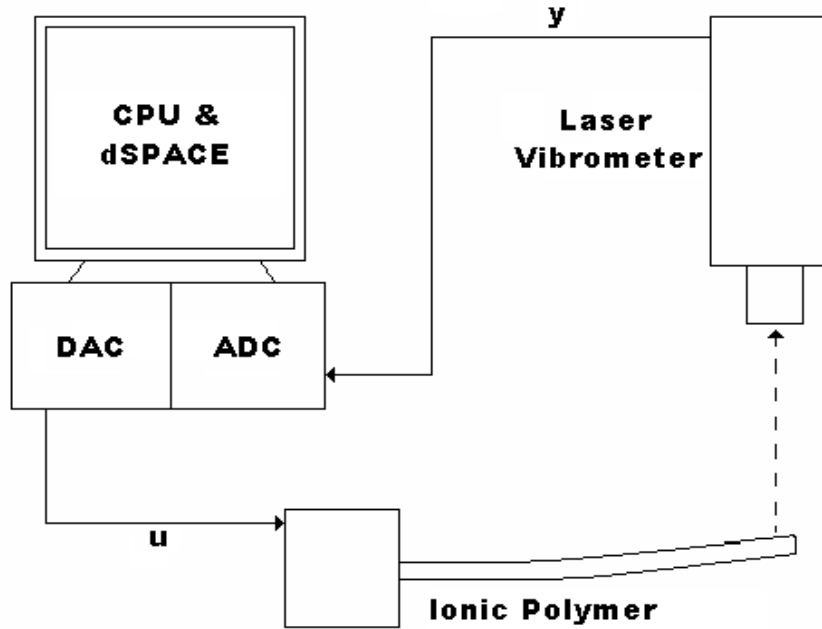 y
CPU &
dSPACE
Laser
Vibrometer
DAC
ADC
u
Ionic Polymer